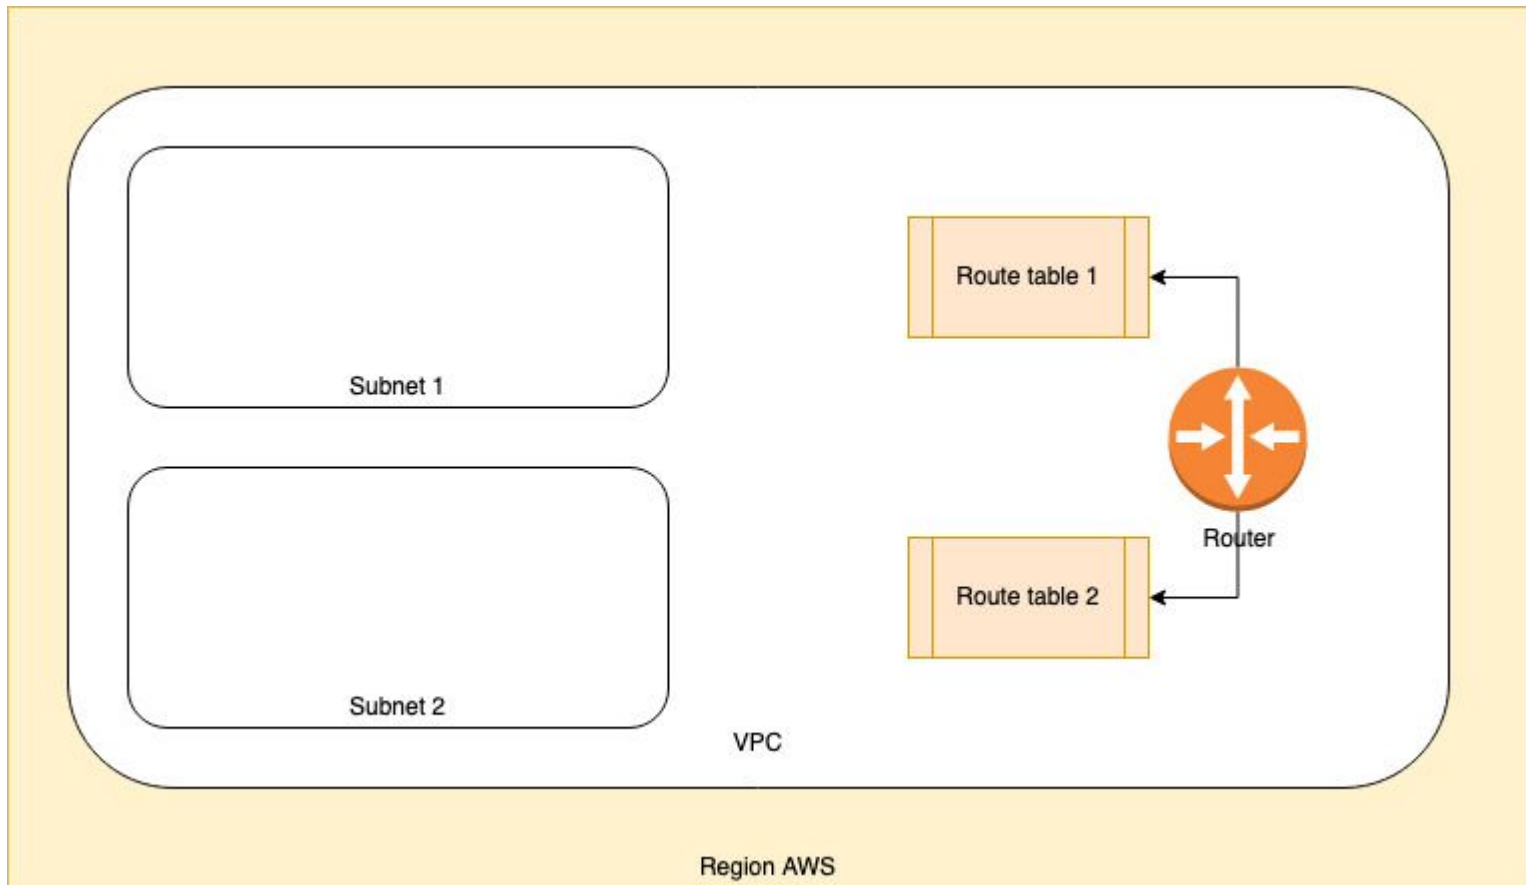 Route table 1
Subnet 1
Router
Route table 2
Subnet 2
VPC
Region AWS